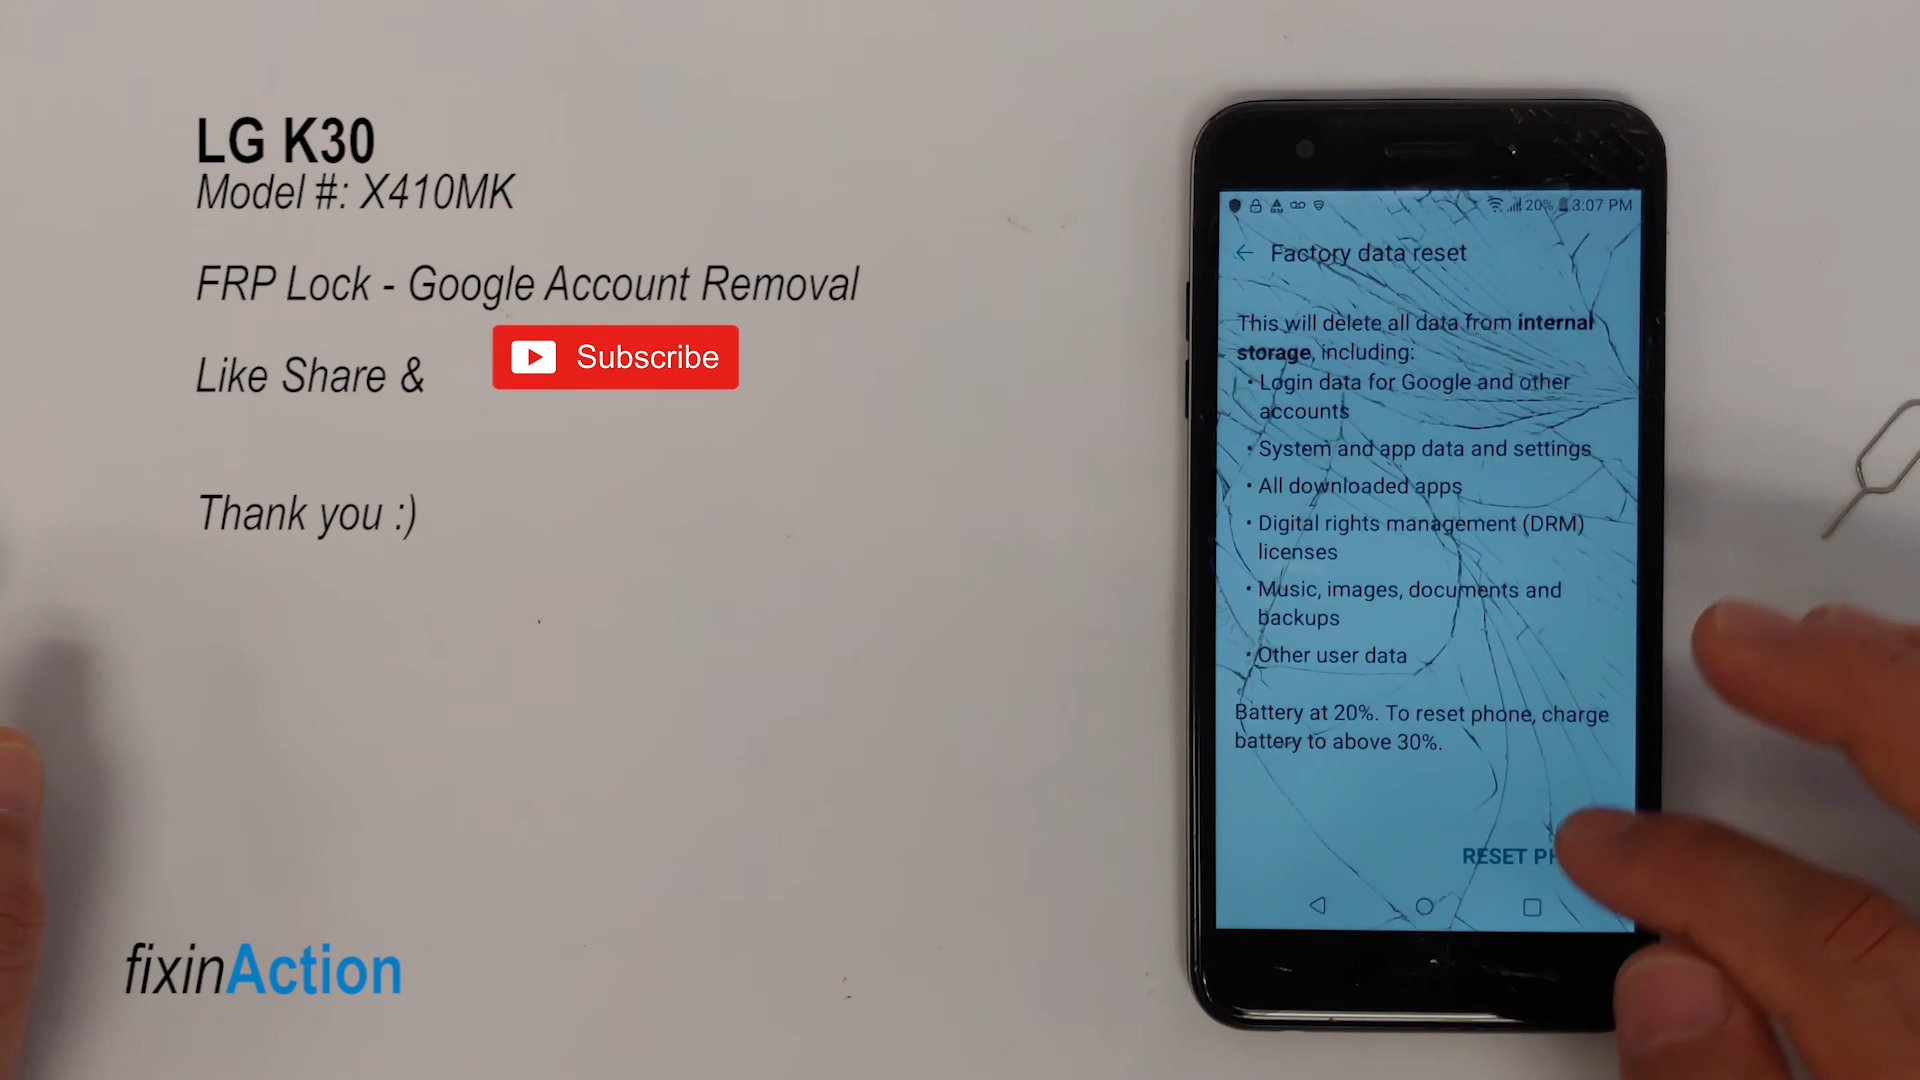 LG K30
Model #: X410MK
FRP Lock - Google Account Removal
Like Share &
Subscribe
Thank you :)
fixinAction
20% 3:07 PM
Factory data reset
This will delete all data from internal
storage, including:
• Login data for Google and other
accounts
• System and app data and settings
• All downloaded apps
• Digital rights management (DRM)
licenses
• Music, images, documents and
backups
• Other user data
Battery at 20%. To reset phone, charge
battery to above 30%.
RESET